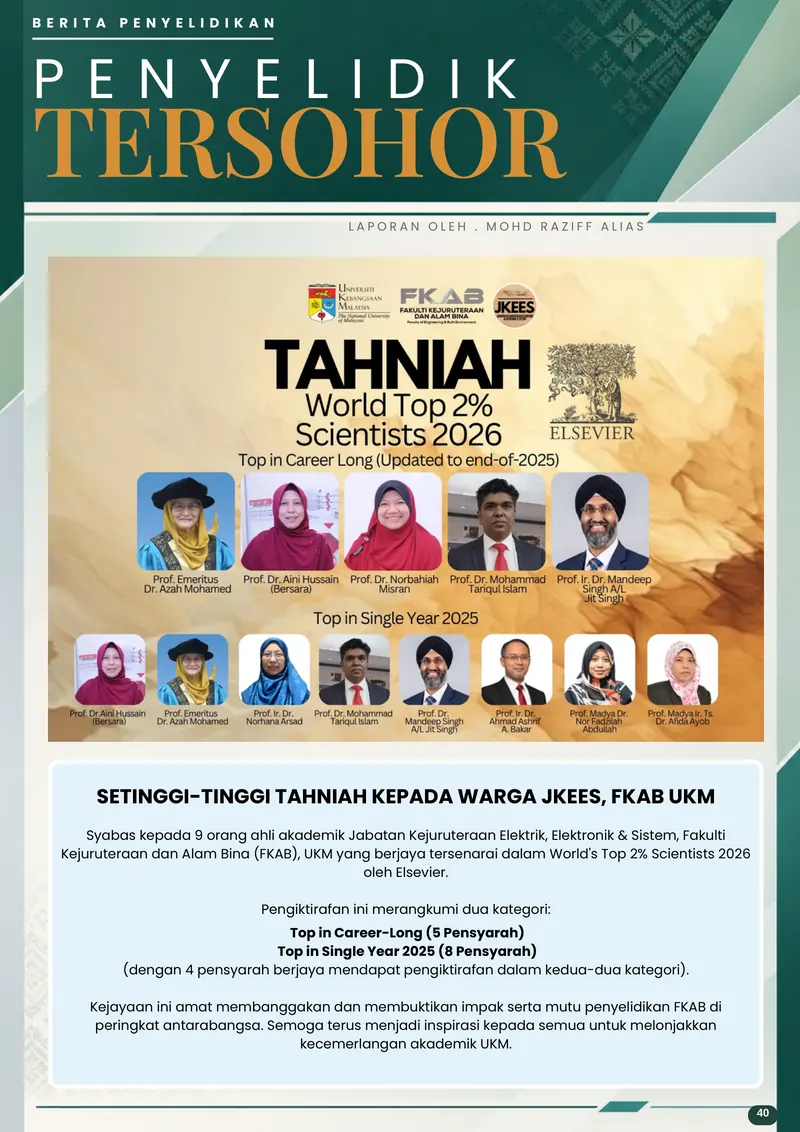 BERITA PENYELIDIKAN
PENYELIDIK
TERSOHOR
LAPORAN OLEH . MOHD RAZIFF ALIAS
UNIVERSITI
KEBANGSAAN
MALAYSIA
The National University
of Malaysia
FKAB
FAKULTI KEJURUTERAAN
DAN ALAM BINA
Faculty of Engineering & Built Environment
JKEES
TAHNIAH
World Top 2%
Scientists 2026
ELSEVIER
Top in Career Long (Updated to end-of-2025)
Prof. Emeritus
Dr. Azah Mohamed
Prof. Dr. Aini Hussain
(Bersara)
Prof. Dr. Norbahiah
Misran
Prof. Dr. Mohammad
Tariqul Islam
Prof. Ir. Dr. Mandeep
Singh A/L
Jit Singh
Top in Single Year 2025
Prof. Dr.Aini Hussain
(Bersara)
Prof. Emeritus
Dr. Azah Mohamed
Prof. Ir. Dr.
Norhana Arsad
Prof. Dr. Mohammad
Tariqul Islam
Prof. Dr.
Mandeep Singh
A/L Jit Singh
Prof. Ir. Dr.
Ahmad Ashrif
A. Bakar
Prof. Madya Dr.
Nor Fadzilah
Abdullah
Prof. Madya Ir. Ts.
Dr. Afida Ayob
SETINGGI-TINGGI TAHNIAH KEPADA WARGA JKEES, FKAB UKM
Syabas kepada 9 orang ahli akademik Jabatan Kejuruteraan Elektrik, Elektronik & Sistem, Fakulti
Kejuruteraan dan Alam Bina (FKAB), UKM yang berjaya tersenarai dalam World's Top 2% Scientists 2026
oleh Elsevier.
Pengiktirafan ini merangkumi dua kategori:
Top in Career-Long (5 Pensyarah)
Top in Single Year 2025 (8 Pensyarah)
(dengan 4 pensyarah berjaya mendapat pengiktirafan dalam kedua-dua kategori).
Kejayaan ini amat membanggakan dan membuktikan impak serta mutu penyelidikan FKAB di
peringkat antarabangsa. Semoga terus menjadi inspirasi kepada semua untuk melonjakkan
kecemerlangan akademik UKM.
40